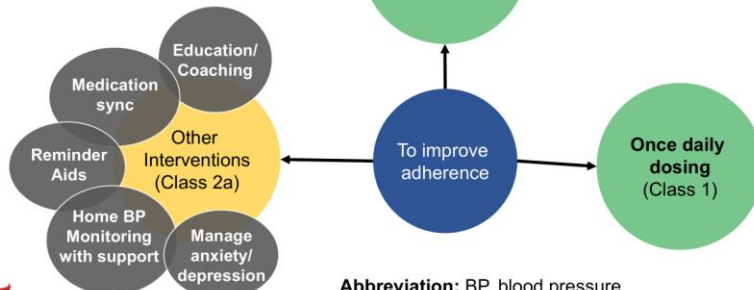 Education/
Coaching
Medication
sync
Reminder
Aids
Home BP
Monitoring
with support
Manage
anxiety/
depression
Other
Interventions
(Class 2a)
To improve
adherence
Once daily
dosing
(Class 1)
Abbreviation: BP, blood pressure